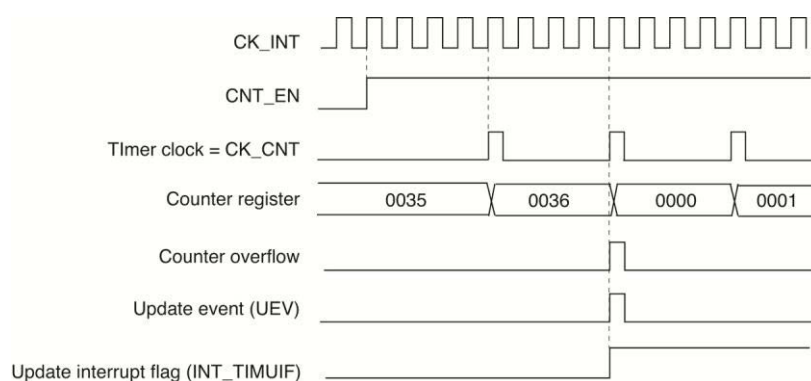 CK_INT
CNT_EN
TImer clock = CK_CNT
Counter register 0035 0036 0000 0001
Counter overflow
Update event (UEV)
Update interrupt flag (INT_TIMUIF)